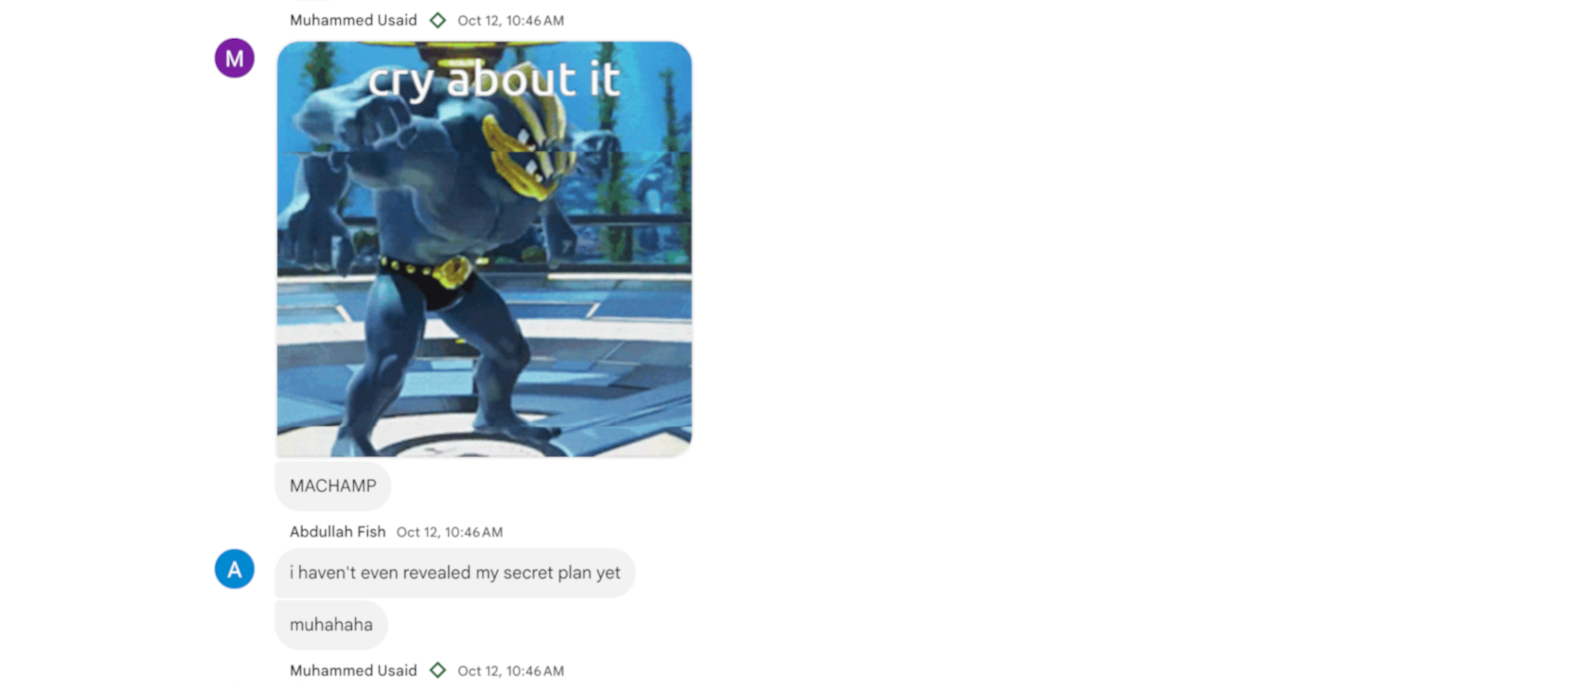 Muhammed Usaid Oct 12, 10:46 AM
M
cry about it
MACHAMP
Abdullah Fish Oct 12, 10:46 AM
A
i haven't even revealed my secret plan yet
muhahaha
Muhammed Usaid Oct 12, 10:46 AM